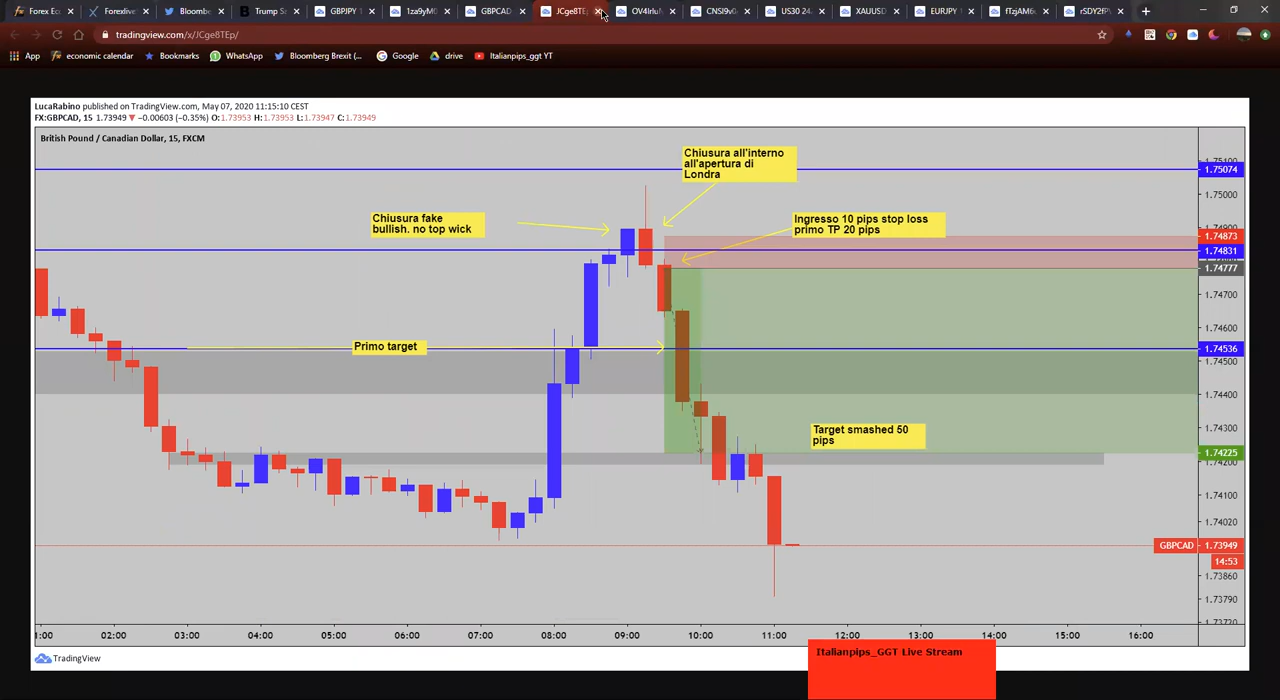 Forex Ec
Forexlive
Bloombe
Trump Sa
GBPJPY 1
1za9yM0
GBPCAD
JCge8TE
CNSI9v0
US30 24.
XAUUSD
EURJPY 1
fTzjAM6
tradingview.com/x/JCge8TEp/
App
economic calendar
Bookmarks
WhatsApp
Bloomberg Brexit (...
Google
drive
Italianpips_ggt YT
LucaRabino published on TradingView.com, May 07, 2020 11:15:10 CEST
FX:GBPCAD, 15 1.73949 ▼ −0.00603 (−0.35%) O:1.73953 H:1.73953 L:1.73947 C:1.73949
British Pound / Canadian Dollar, 15, FXCM
Chiusura all'interno
all'apertura di
Londra
Chiusura fake
bullish. no top wick
Ingresso 10 pips stop loss
primo TP 20 pips
Primo target
Target smashed 50
pips
1.75074
1.75000
1.74873
1.74831
1.74777
1.74700
1.74600
1.74536
1.74500
1.74400
1.74300
1.74225
1.74200
1.74100
1.74020
GBPCAD 1.73949
14:53
1.73860
1.73790
1:00 02:00 03:00 04:00 05:00 06:00 07:00 08:00 09:00 10:00 11:00 12:00 13:00 14:00 15:00 16:00
TradingView
Italianpips_GGT Live Stream